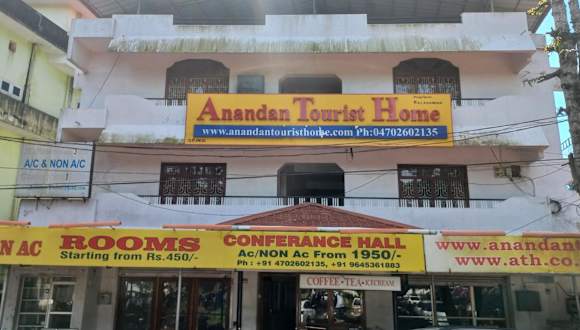 Anandan Tourist Home
www.anandantouristhome.com Ph:04702602135
A/C & NON A/C
N AC
ROOMS
Starting from Rs.450/-
CONFERANCE HALL
Ac/NON Ac From 1950/-
Ph : +91 4702602135, +91 9645361883
www.anandan
www.ath.co
COFFEE - TEA - ICECREAM